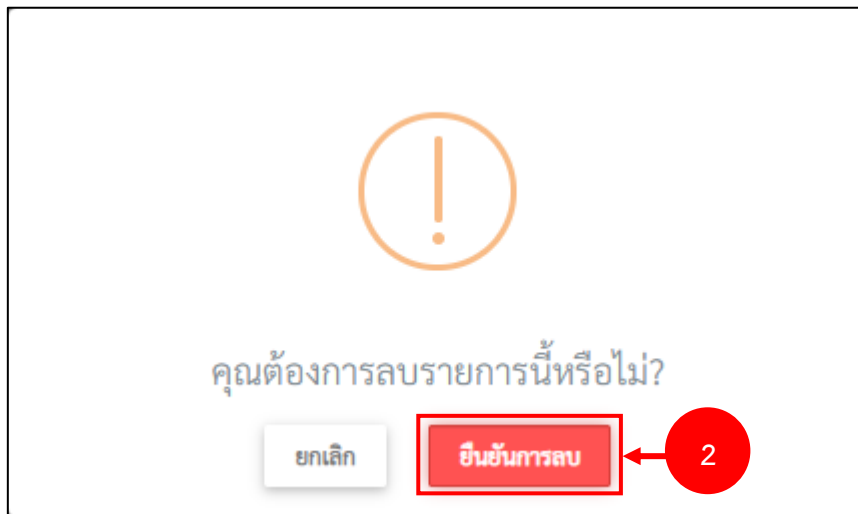 คุณต้องการลบรายการนี้หรือไม่?
ยกเลิก ยืนยันการลบ 2